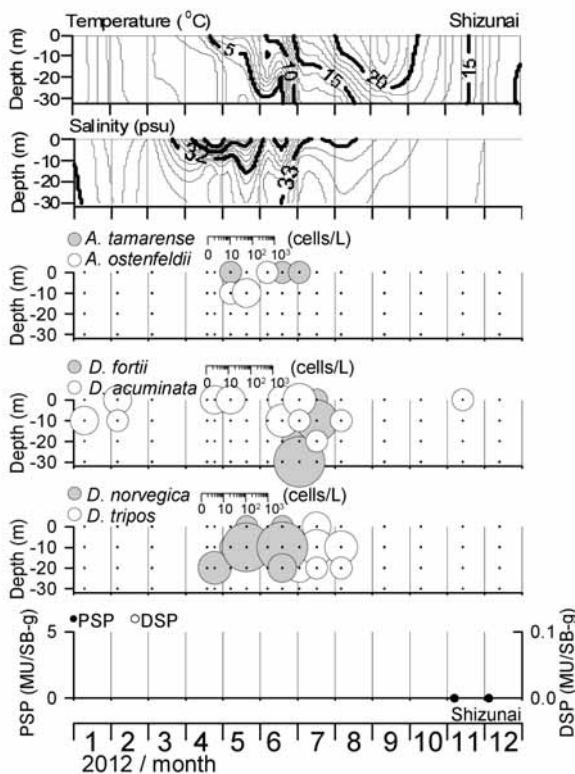 Temperature (°C) Shizunai
Depth (m)
0
-10
-20
-30
5
10
15
20
15
Salinity (psu)
Depth (m)
0
-10
-20
-30
32
33
A. tamarense
A. ostenfeldii
0 10 10² 10³ (cells/L)
Depth (m)
0
-10
-20
-30
D. fortii
D. acuminata
0 10 10² 10³ (cells/L)
Depth (m)
0
-10
-20
-30
D. norvegica
D. tripos
0 10 10² 10³ (cells/L)
Depth (m)
0
-10
-20
-30
PSP DSP
PSP (MU/SB-g)
5
0
DSP (MU/SB-g)
0.1
0.0
Shizunai
1 2 3 4 5 6 7 8 9 10 11 12
2012 / month